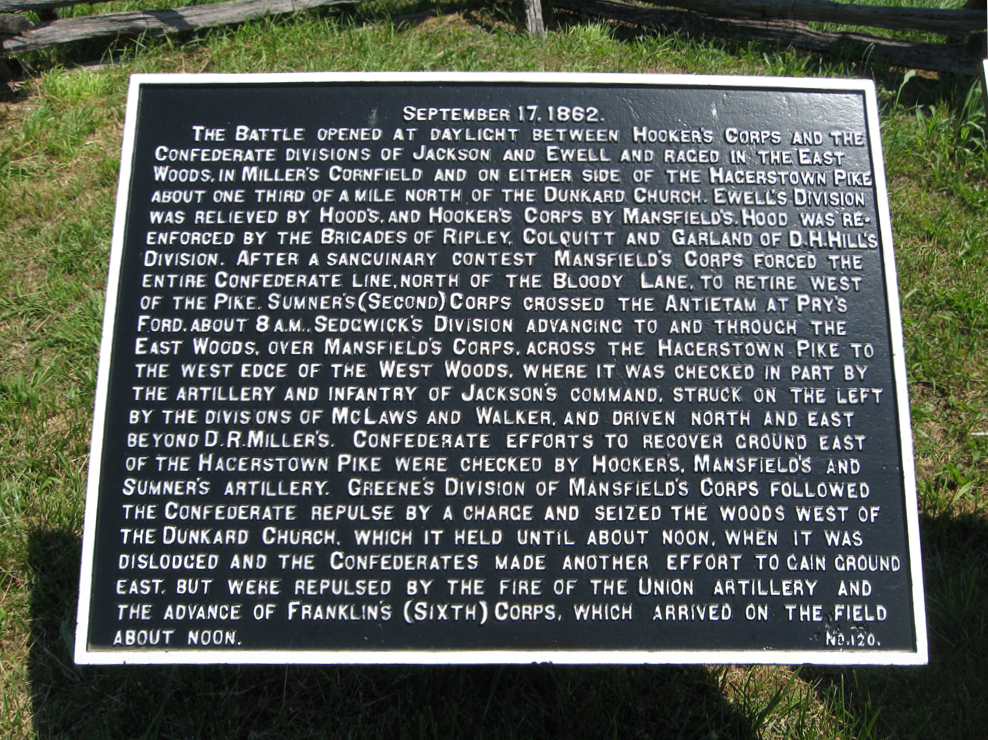 September 17, 1862.
The Battle opened at daylight between Hooker's Corps and the
Confederate divisions of Jackson and Ewell and raged in the East
Woods, in Miller's Cornfield and on either side of the Hagerstown Pike
about one third of a mile north of the Dunkard Church. Ewell's Division
was relieved by Hood's, and Hooker's Corps by Mansfield's. Hood was re-
enforced by the Brigades of Ripley, Colquitt and Garland of D.H. Hill's
Division. After a sanguinary contest Mansfield's Corps forced the
entire Confederate line, north of the Bloody Lane, to retire west
of the Pike. Sumner's (Second) Corps crossed the Antietam at Pry's
Ford, about 8 a.m., Sedgwick's Division advancing to and through the
East Woods, over Mansfield's Corps, across the Hagerstown Pike to
the west edge of the West Woods, where it was checked in part by
the artillery and infantry of Jackson's command, struck on the left
by the divisions of McLaws and Walker, and driven north and east
beyond D.R. Miller's. Confederate efforts to recover ground east
of the Hagerstown Pike were checked by Hooker's, Mansfield's and
Sumner's artillery. Greene's Division of Mansfield's Corps followed
the Confederate repulse by a charge and seized the woods west of
the Dunkard Church, which it held until about noon, when it was
dislodged and the Confederates made another effort to gain ground
east, but were repulsed by the fire of the Union artillery and
the advance of Franklin's (Sixth) Corps, which arrived on the field
about noon.
No. 120.